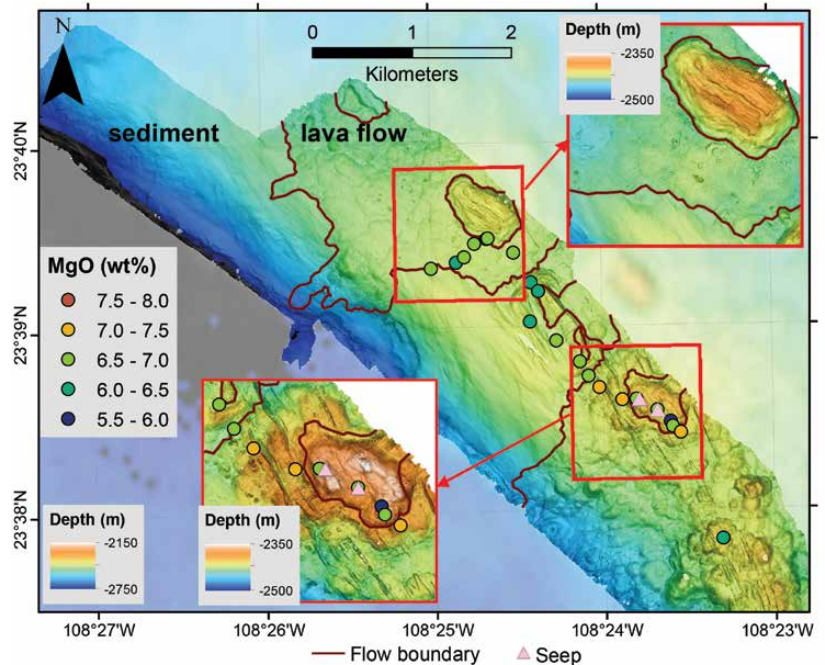 N
0 1 2
Kilometers
Depth (m)
-2350
-2500
sediment
lava flow
23°40'N
23°39'N
23°38'N
MgO (wt%)
7.5 - 8.0
7.0 - 7.5
6.5 - 7.0
6.0 - 6.5
5.5 - 6.0
Depth (m)
-2150
-2750
Depth (m)
-2350
-2500
108°27'W 108°26'W 108°25'W 108°24'W 108°23'W
Flow boundary Seep